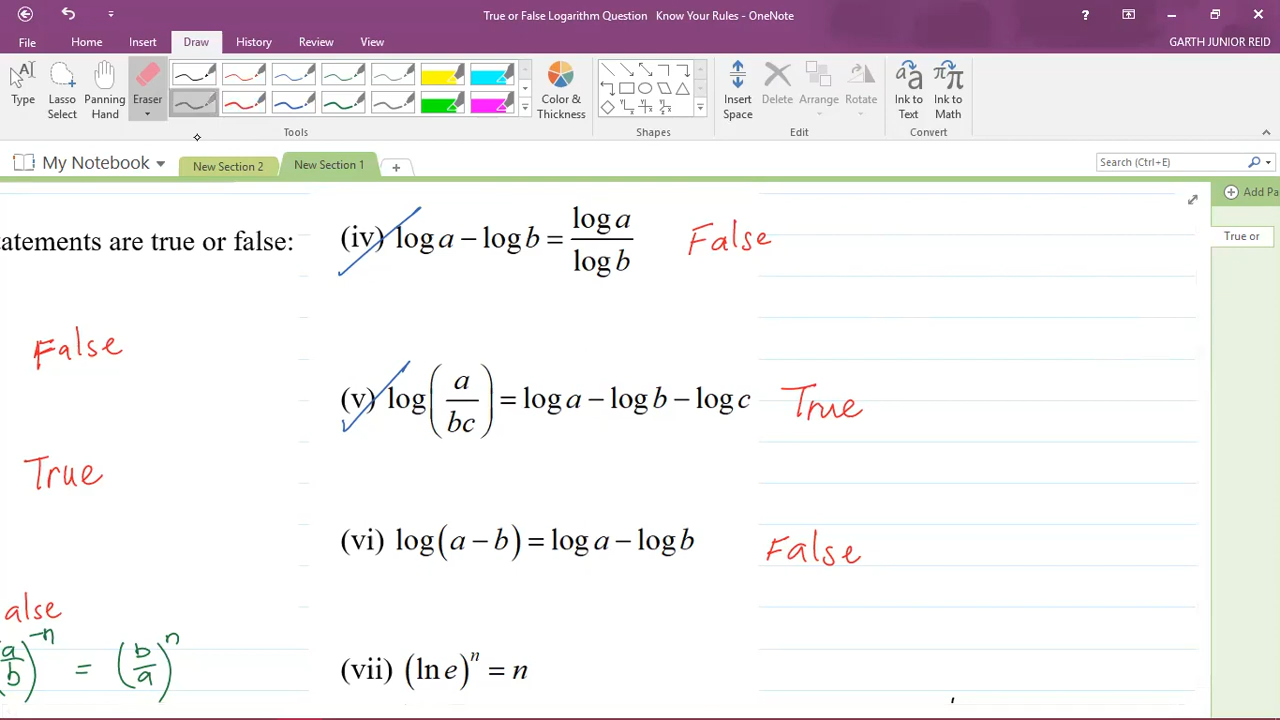 True or False Logarithm Question Know Your Rules - OneNote
GARTH JUNIOR REID
File Home Insert Draw History Review View
Type
Lasso Select
Panning Hand
Eraser
Color & Thickness
Insert Space
Delete
Arrange
Rotate
Ink to Text
Ink to Math
Tools
Shapes
Edit
Convert
My Notebook
New Section 2
New Section 1
Search (Ctrl+E)
Add Pa
True or
tatements are true or false:
(iv) log a − log b = log a / log b False
False
(v) log(a/bc) = log a − log b − log c True
True
(vi) log(a − b) = log a − log b False
alse
(a/b)^−n = (b/a)^n
(vii) (ln e)^n = n